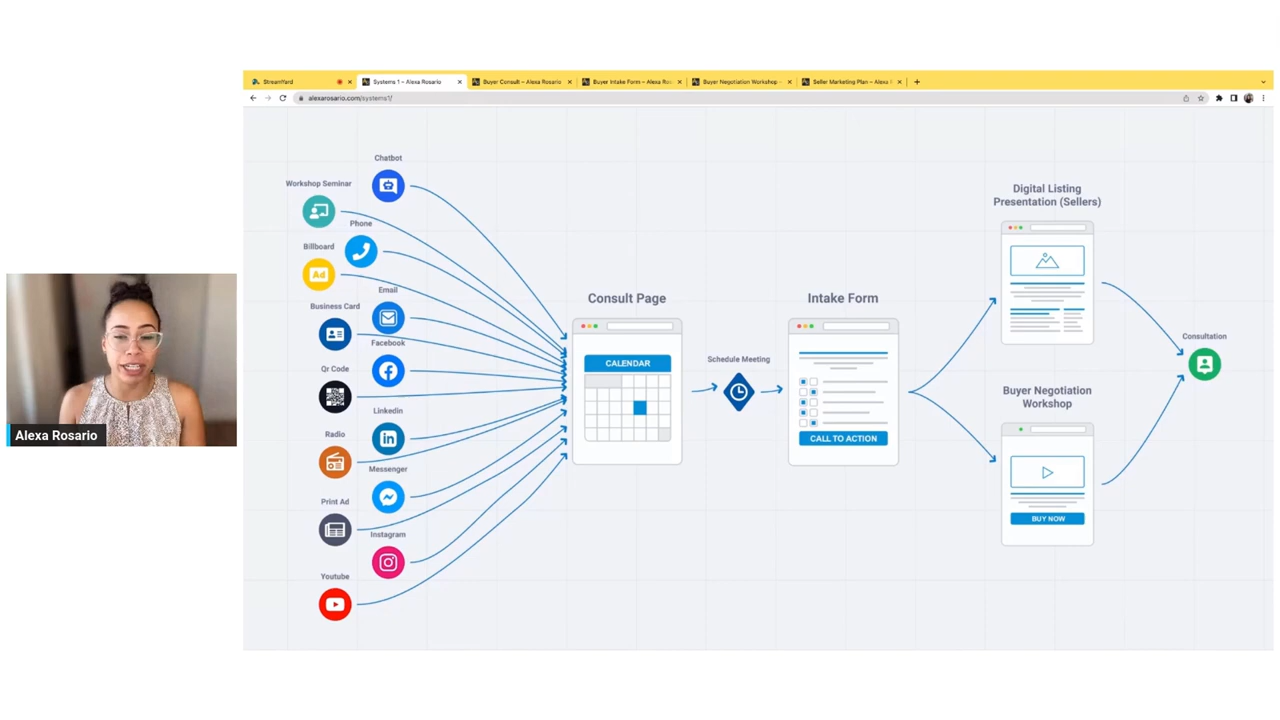 StreamYard
Systems 1 – Alexa Rosario
Buyer Consult – Alexa Rosario
Buyer Intake Form – Alexa Ros
Buyer Negotiation Workshop -
Seller Marketing Plan – Alexa
alexarosario.com/systems1/
Chatbot
Workshop Seminar
Phone
Billboard
Ad
Email
Business Card
Facebook
Qr Code
Linkedin
Radio
Messenger
Print Ad
Instagram
Youtube
Consult Page
CALENDAR
Schedule Meeting
Intake Form
CALL TO ACTION
Digital Listing
Presentation (Sellers)
Buyer Negotiation
Workshop
BUY NOW
Consultation
Alexa Rosario